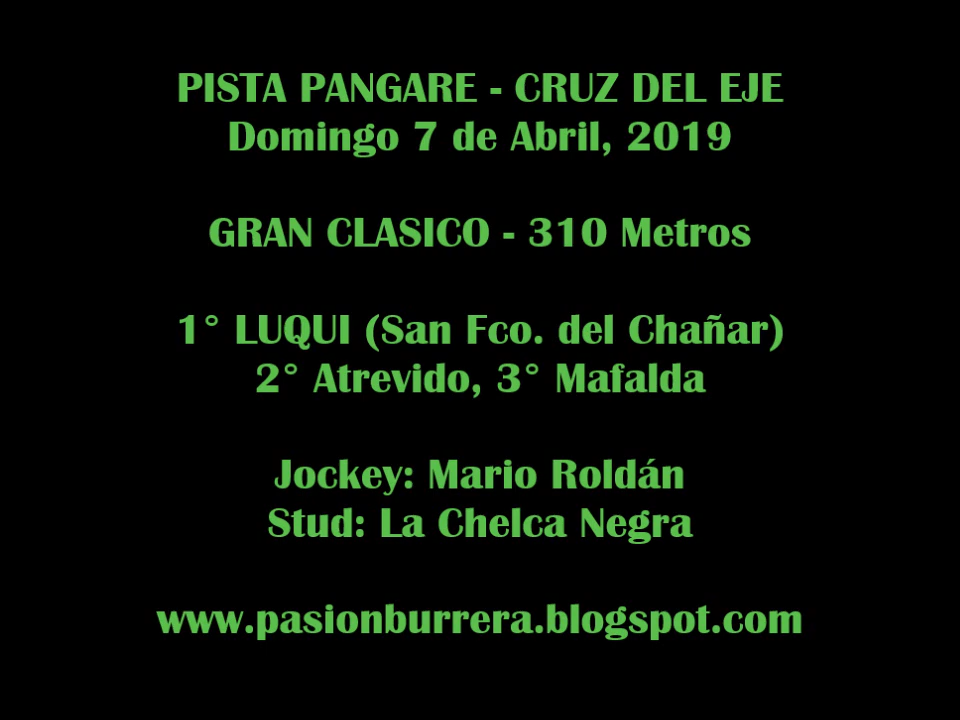 PISTA PANGARE - CRUZ DEL EJE
Domingo 7 de Abril, 2019
GRAN CLASICO - 310 Metros
1° LUQUI (San Fco. del Chañar)
2° Atrevido, 3° Mafalda
Jockey: Mario Roldán
Stud: La Chelca Negra
www.pasionburrera.blogspot.com